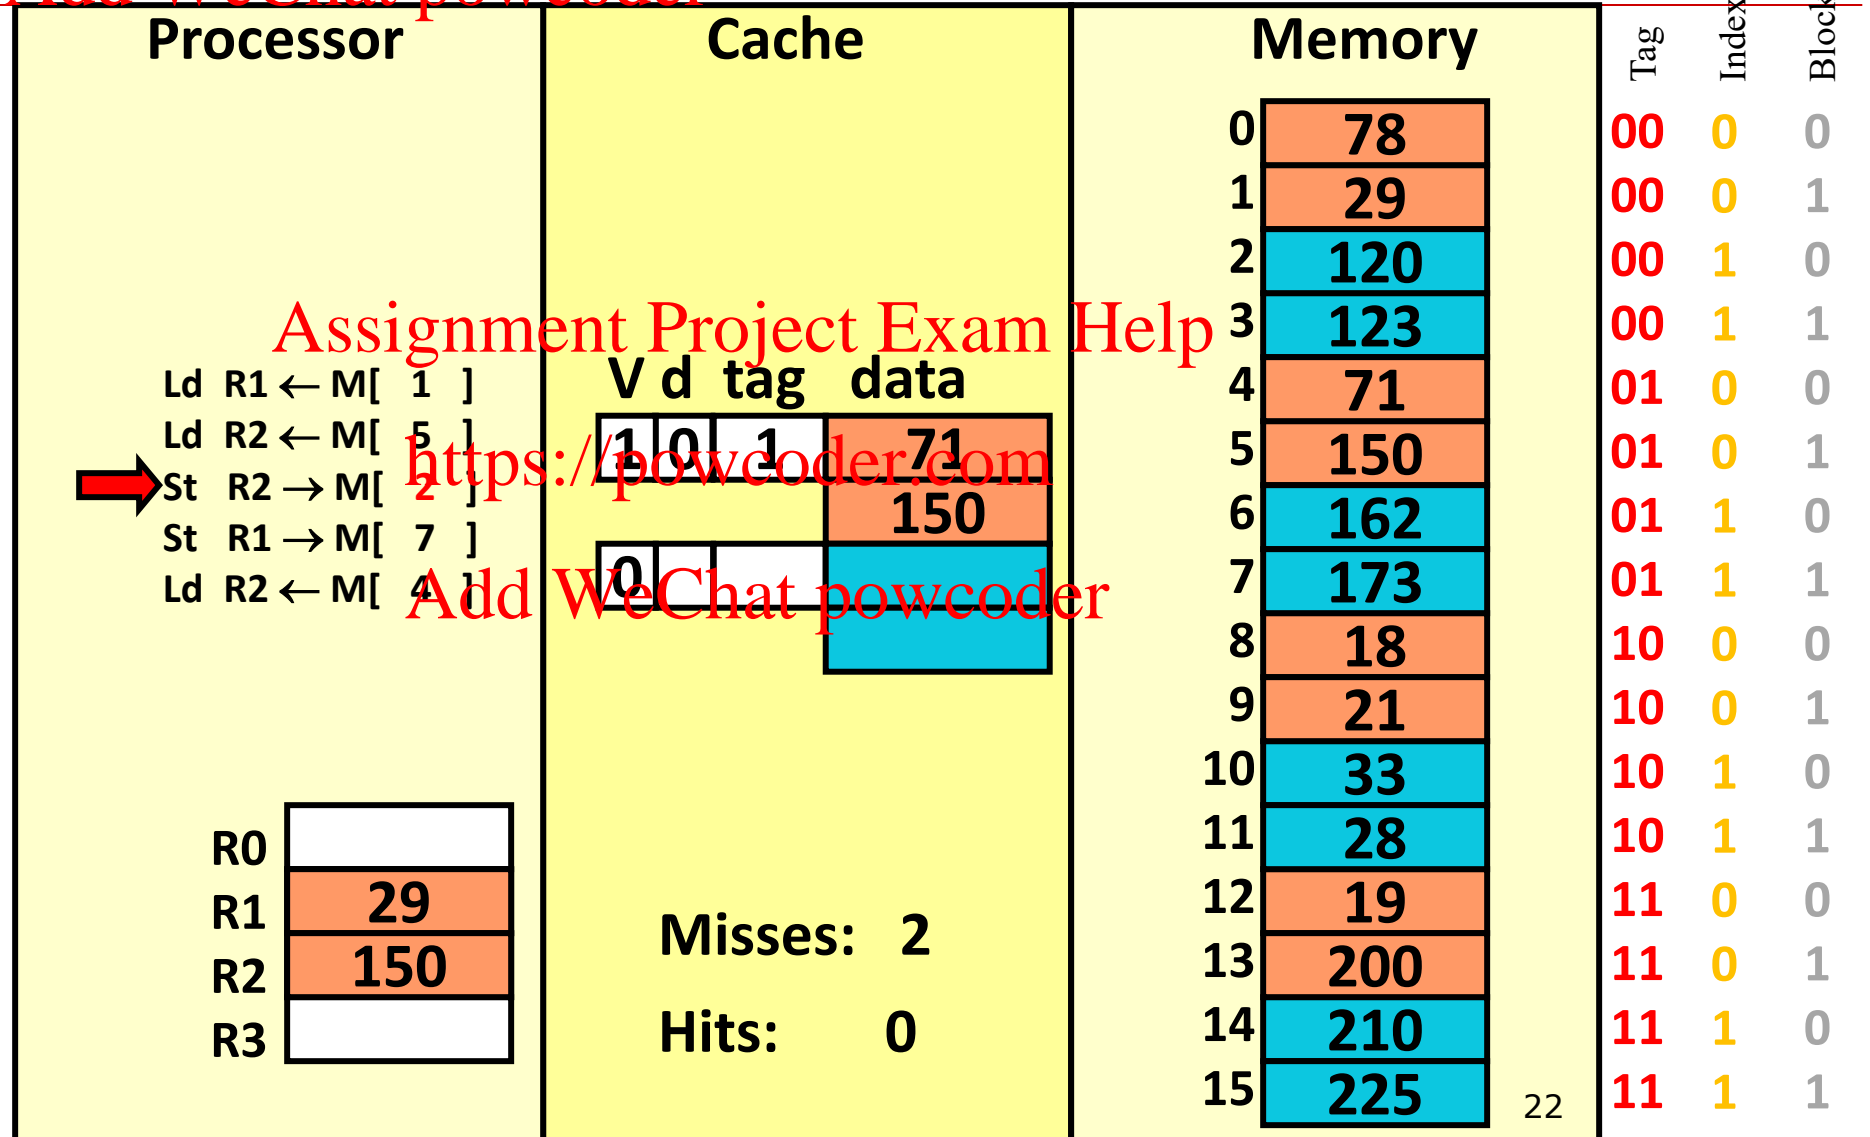 Add WeChat powcoder
Processor
Cache
Memory
Tag
Index
Block
0 78 00 0 0
1 29 00 0 1
2 120 00 1 0
3 123 00 1 1
4 71 01 0 0
5 150 01 0 1
6 162 01 1 0
7 173 01 1 1
8 18 10 0 0
9 21 10 0 1
10 33 10 1 0
11 28 10 1 1
12 19 11 0 0
13 200 11 0 1
14 210 11 1 0
15 225 11 1 1
Assignment Project Exam Help
https://powcoder.com
Add WeChat powcoder
Ld R1 ← M[ 1 ]
Ld R2 ← M[ 5 ]
St R2 → M[ 2 ]
St R1 → M[ 7 ]
Ld R2 ← M[ 4 ]
V d tag data
1 0 1 71
150
0
R0
R1 29
R2 150
R3
Misses: 2
Hits: 0
22